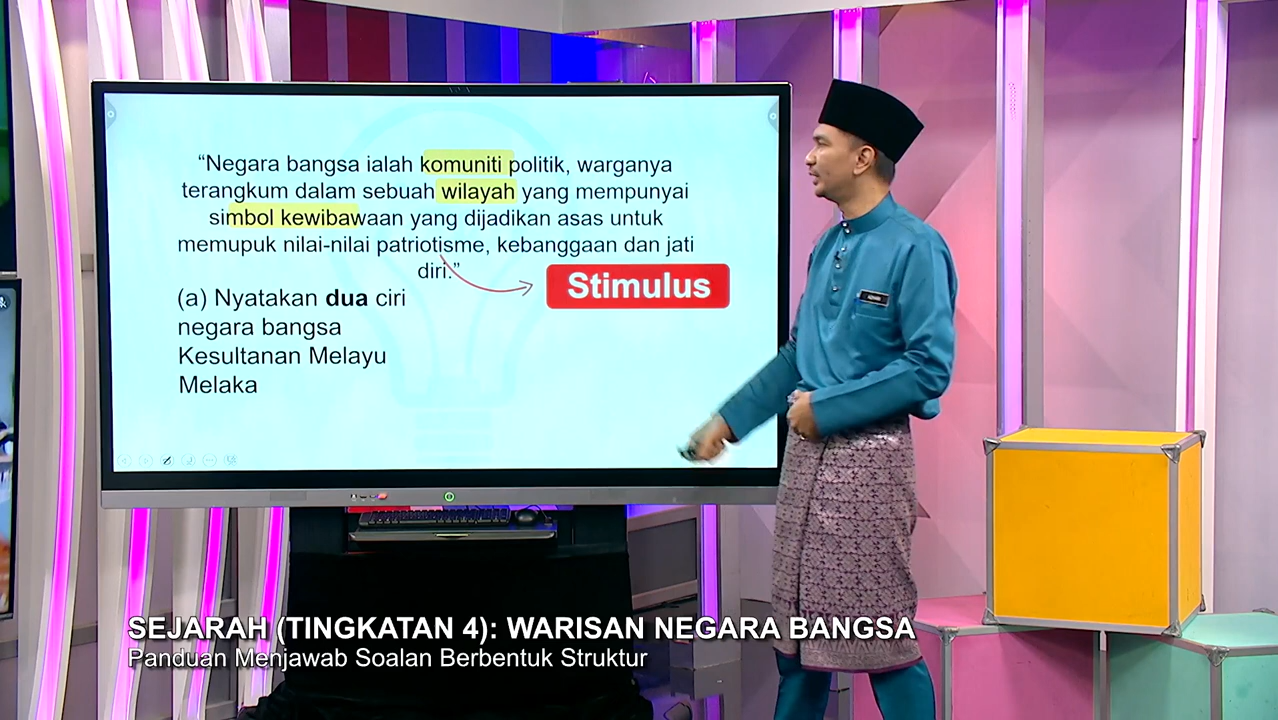 “Negara bangsa ialah komuniti politik, warganya
terangkum dalam sebuah wilayah yang mempunyai
simbol kewibawaan yang dijadikan asas untuk
memupuk nilai-nilai patriotisme, kebanggaan dan jati
diri.”
Stimulus
(a) Nyatakan dua ciri
negara bangsa
Kesultanan Melayu
Melaka
SEJARAH (TINGKATAN 4): WARISAN NEGARA BANGSA
Panduan Menjawab Soalan Berbentuk Struktur